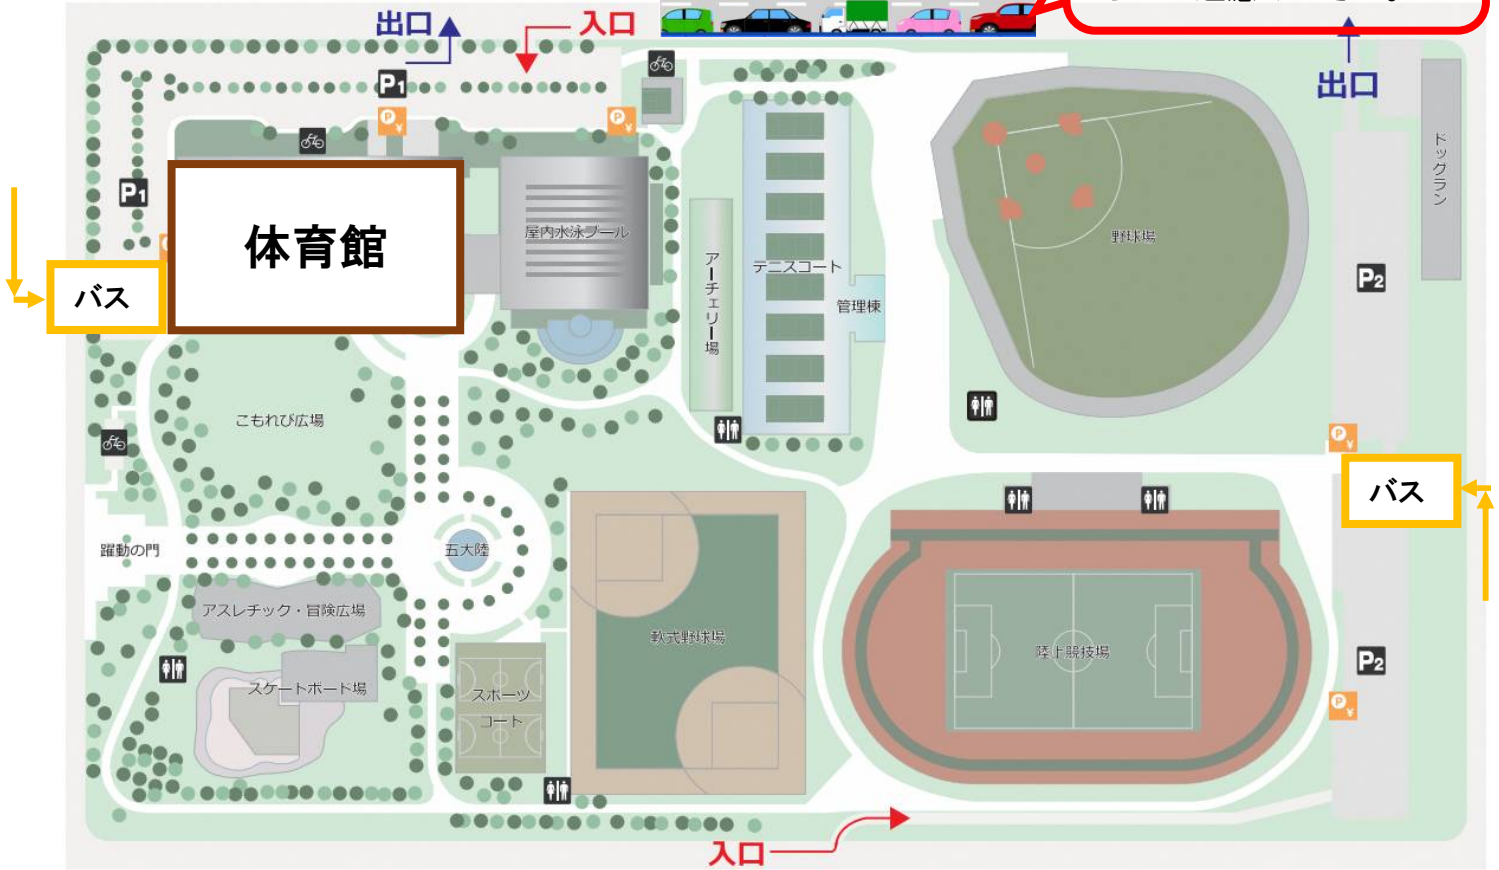 出口
入口
出口
P1
P
¥
P
¥
P1
体育館
屋内水泳プール
バス
アーチェリー場
テニスコート
管理棟
野球場
ドッグラン
P2
こもれび広場
P
¥
バス
躍動の門
五大陸
アスレチック・冒険広場
軟式野球場
陸上競技場
P2
スケートボード場
スポーツ
コート
P
¥
入口